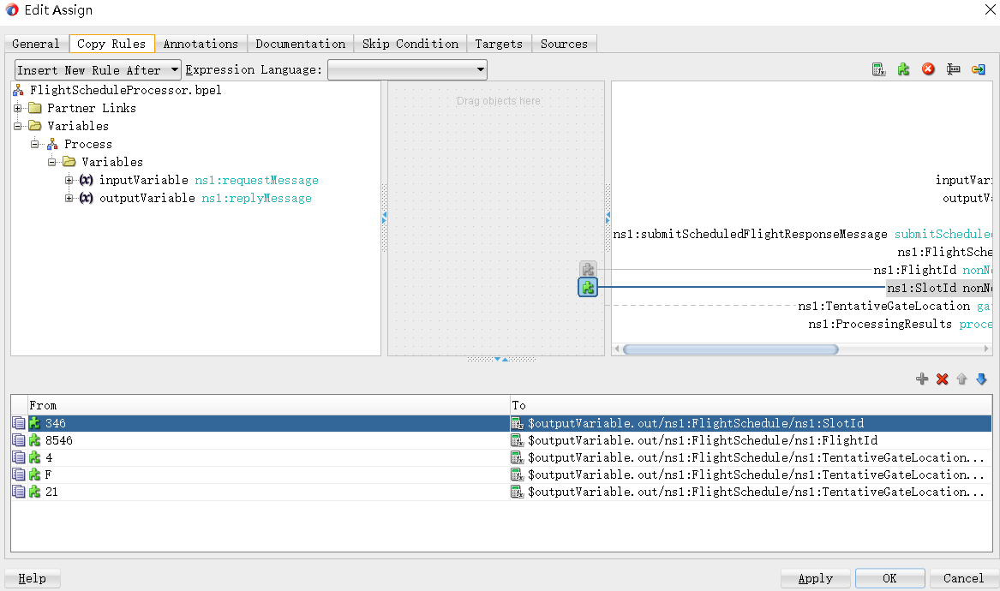 Edit Assign
General Copy Rules Annotations Documentation Skip Condition Targets Sources
Insert New Rule After Expression Language:
FlightScheduleProcessor.bpel
Partner Links
Variables
Process
Variables
(x) inputVariable ns1:requestMessage
(x) outputVariable ns1:replyMessage
Drag objects here
inputVari
outputVa
ns1:submitScheduledFlightResponseMessage submitScheduled
ns1:FlightSche
ns1:FlightId nonN
ns1:SlotId nonN
ns1:TentativeGateLocation ga
ns1:ProcessingResults proce
From To
346 $outputVariable.out/ns1:FlightSchedule/ns1:SlotId
8546 $outputVariable.out/ns1:FlightSchedule/ns1:FlightId
4 $outputVariable.out/ns1:FlightSchedule/ns1:TentativeGateLocation...
F $outputVariable.out/ns1:FlightSchedule/ns1:TentativeGateLocation...
21 $outputVariable.out/ns1:FlightSchedule/ns1:TentativeGateLocation...
Help Apply OK Cancel